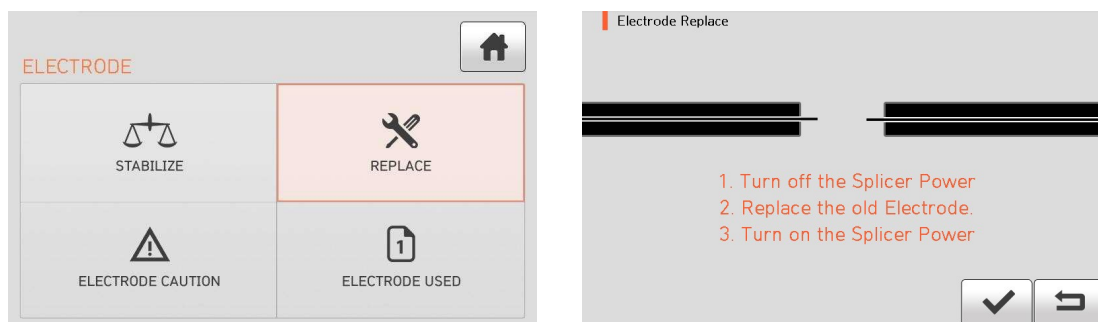 ELECTRODE
STABILIZE
REPLACE
ELECTRODE CAUTION
1
ELECTRODE USED
Electrode Replace
1. Turn off the Splicer Power
2. Replace the old Electrode.
3. Turn on the Splicer Power